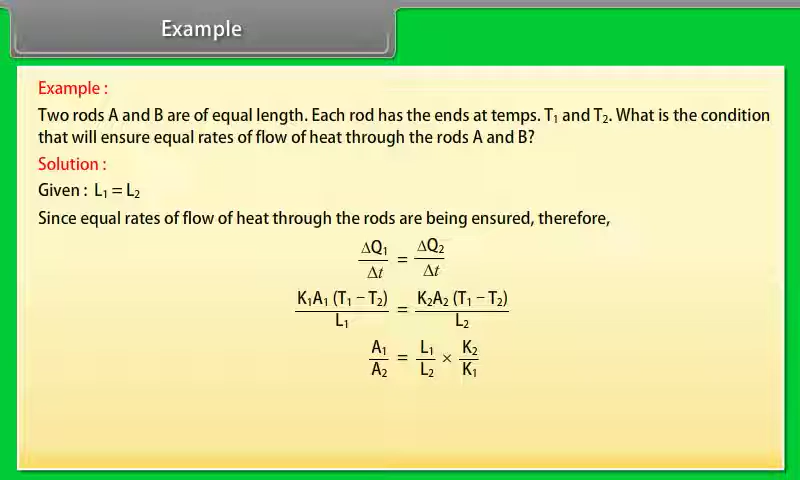 Example
Example :
Two rods A and B are of equal length. Each rod has the ends at temps. T₁ and T₂. What is the condition
that will ensure equal rates of flow of heat through the rods A and B?
Solution :
Given : L₁ = L₂
Since equal rates of flow of heat through the rods are being ensured, therefore,
ΔQ₁/Δt = ΔQ₂/Δt
K₁A₁ (T₁ – T₂)/L₁ = K₂A₂ (T₁ – T₂)/L₂
A₁/A₂ = L₁/L₂ × K₂/K₁